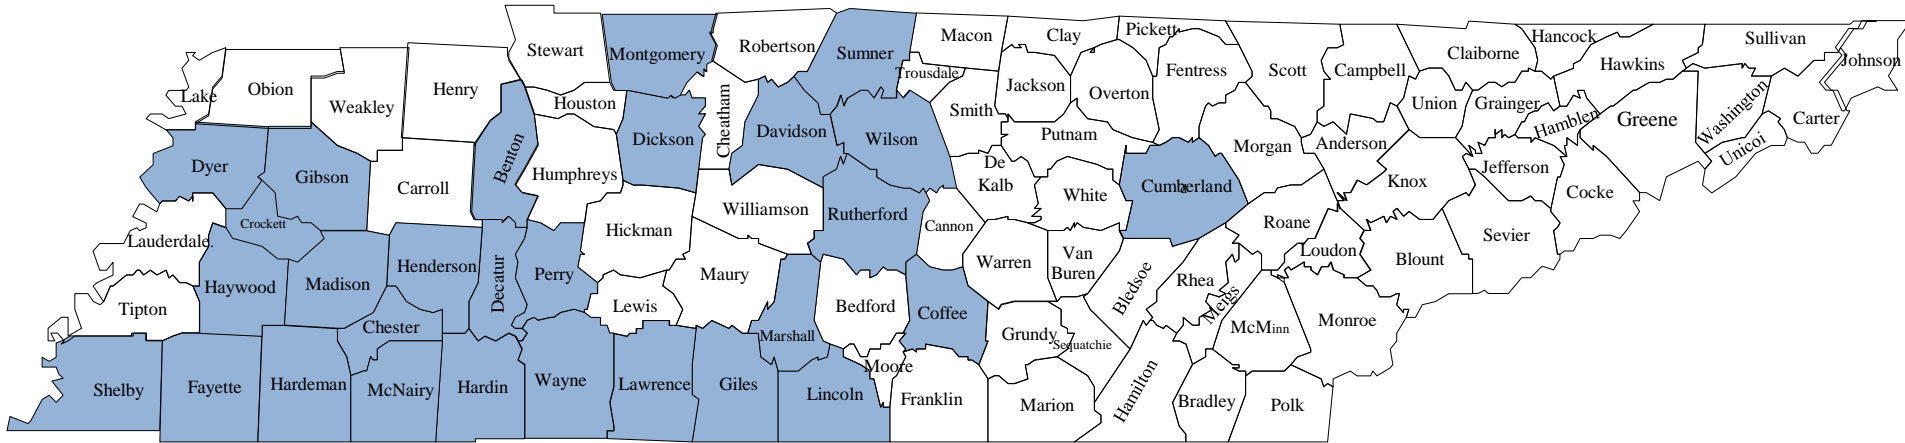 Stewart
Montgomery
Robertson
Sumner
Macon
Clay
Pickett
Fentress
Scott
Campbell
Claiborne
Hancock
Hawkins
Sullivan
Johnson
Lake
Obion
Weakley
Henry
Houston
Cheatham
Trousdale
Smith
Jackson
Overton
Union
Grainger
Hamblen
Greene
Washington
Unicoi
Carter
Dyer
Gibson
Carroll
Benton
Humphreys
Dickson
Davidson
Wilson
De
Kalb
Putnam
White
Cumberland
Morgan
Anderson
Knox
Jefferson
Cocke
Lauderdale.
Crockett
Hickman
Williamson
Rutherford
Cannon
Warren
Van
Buren
Bledsoe
Rhea
Meigs
Roane
Loudon
Blount
Sevier
Tipton
Haywood
Madison
Henderson
Decatur
Perry
Lewis
Maury
Marshall
Bedford
Coffee
Grundy
Sequatchie
McMinn
Monroe
Chester
Moore
Shelby
Fayette
Hardeman
McNairy
Hardin
Wayne
Lawrence
Giles
Lincoln
Franklin
Marion
Hamilton
Bradley
Polk